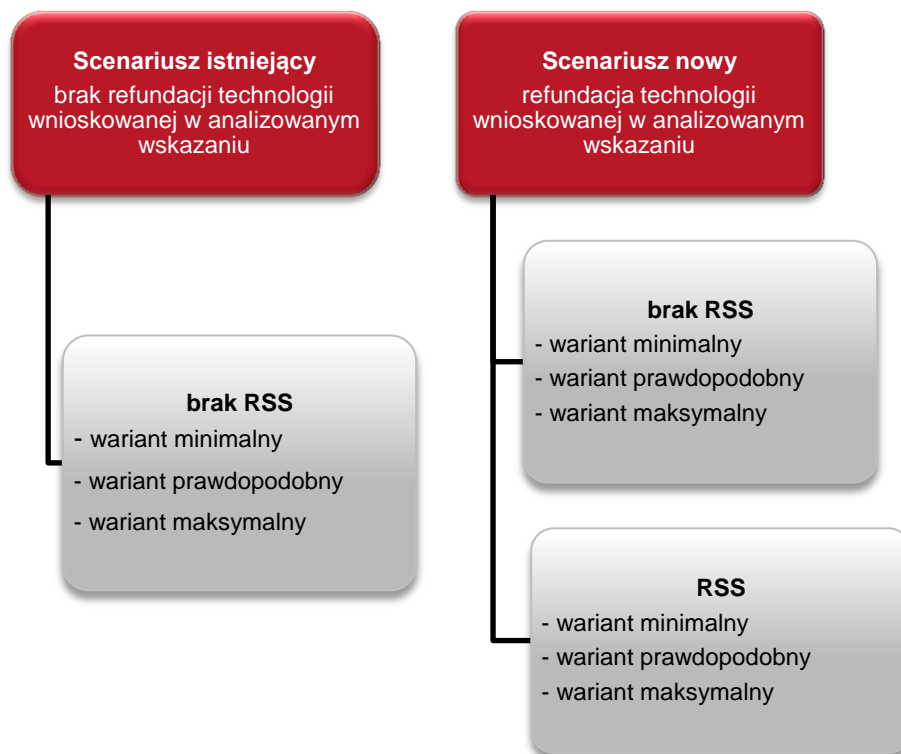 Scenariusz istniejący
brak refundacji technologii
wnioskowanej w analizowanym
wskazaniu
brak RSS
- wariant minimalny
- wariant prawdopodobny
- wariant maksymalny
Scenariusz nowy
refundacja technologii
wnioskowanej w analizowanym
wskazaniu
brak RSS
- wariant minimalny
- wariant prawdopodobny
- wariant maksymalny
RSS
- wariant minimalny
- wariant prawdopodobny
- wariant maksymalny